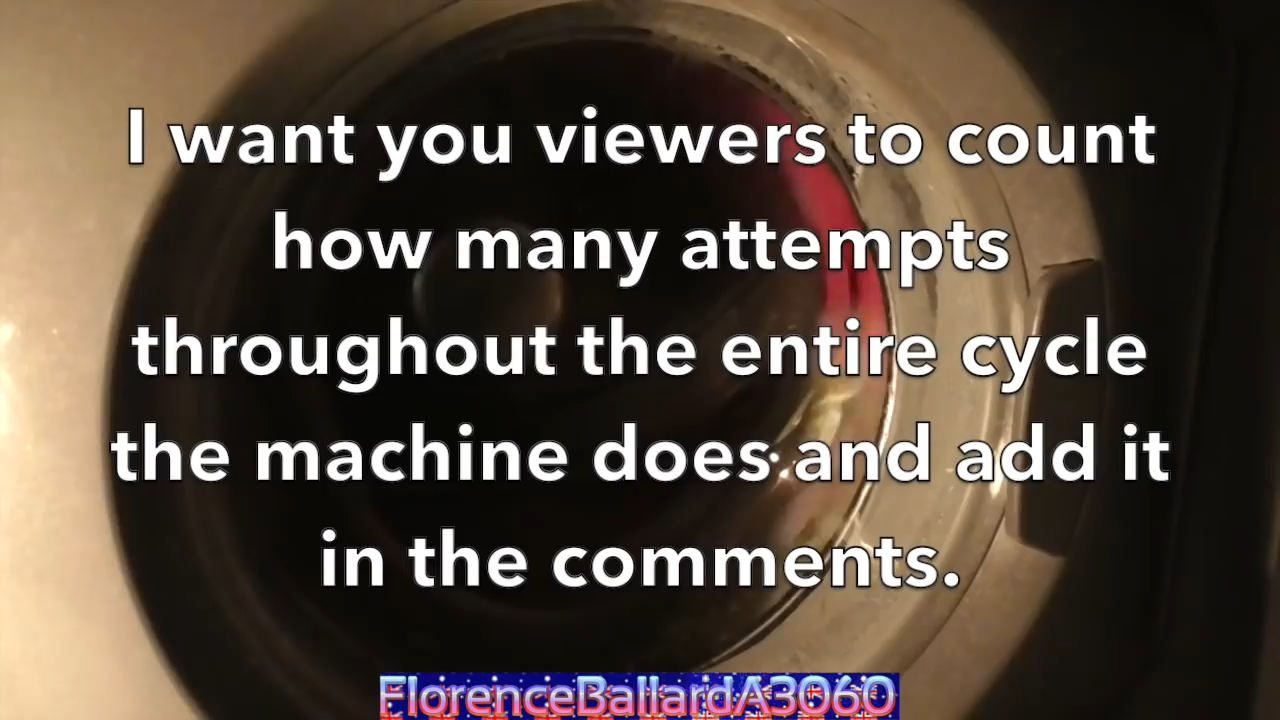 I want you viewers to count
how many attempts
throughout the entire cycle
the machine does and add it
in the comments.
FlorenceBallardA3060